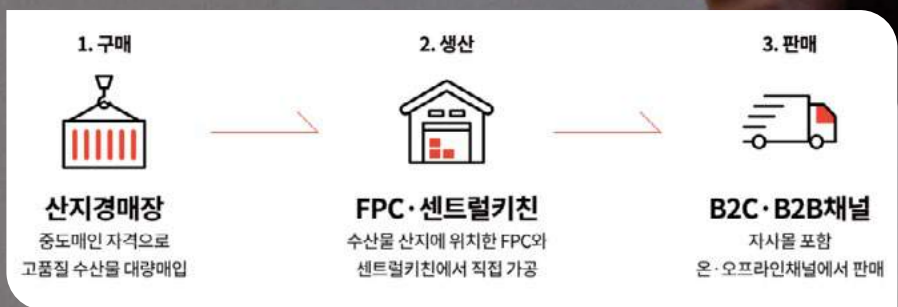 1. 구매
산지경매장
중도매인 자격으로
고품질 수산물 대량매입
2. 생산
FPC·센트럴키친
수산물 산지에 위치한 FPC와
센트럴키친에서 직접 가공
3. 판매
B2C·B2B채널
자사몰 포함
온·오프라인채널에서 판매